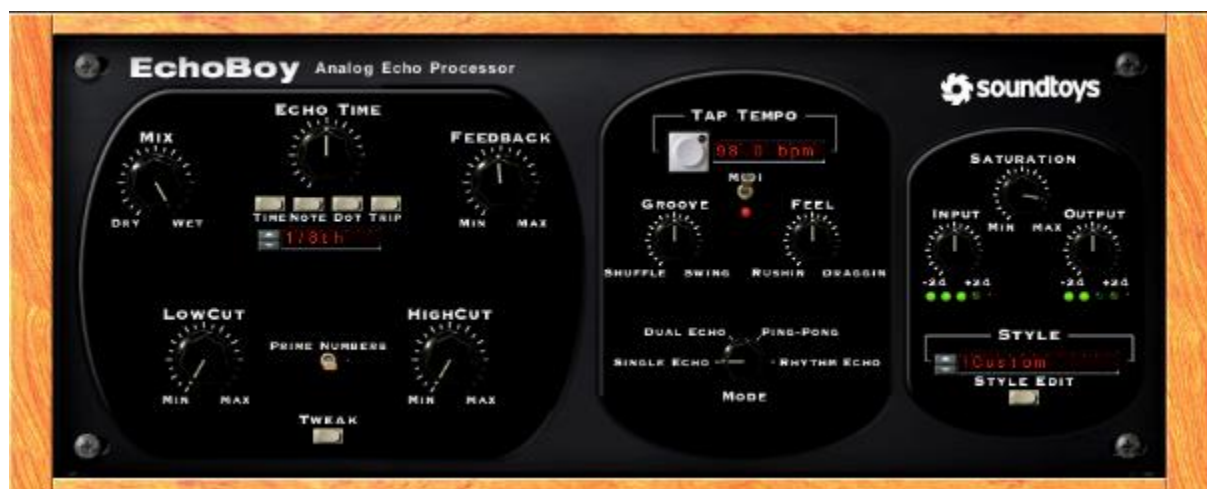 EchoBoy Analog Echo Processor
soundtoys
ECHO TIME
MIX
FEEDBACK
DRY WET
MIN MAX
TIME NOTE DOT TRIP
1/8th
LOWCUT
HIGHCUT
PRIME NUMBERS
MIN MAX
MIN MAX
TWEAK
TAP TEMPO
98.0 bpm
MIDI
GROOVE
FEEL
SHUFFLE SWING
RUSHIN DRAGGIN
DUAL ECHO
PING-PONG
SINGLE ECHO
RHYTHM ECHO
MODE
SATURATION
INPUT
OUTPUT
MIN MAX
-24 +24
-24 +24
STYLE
!Custom
STYLE EDIT